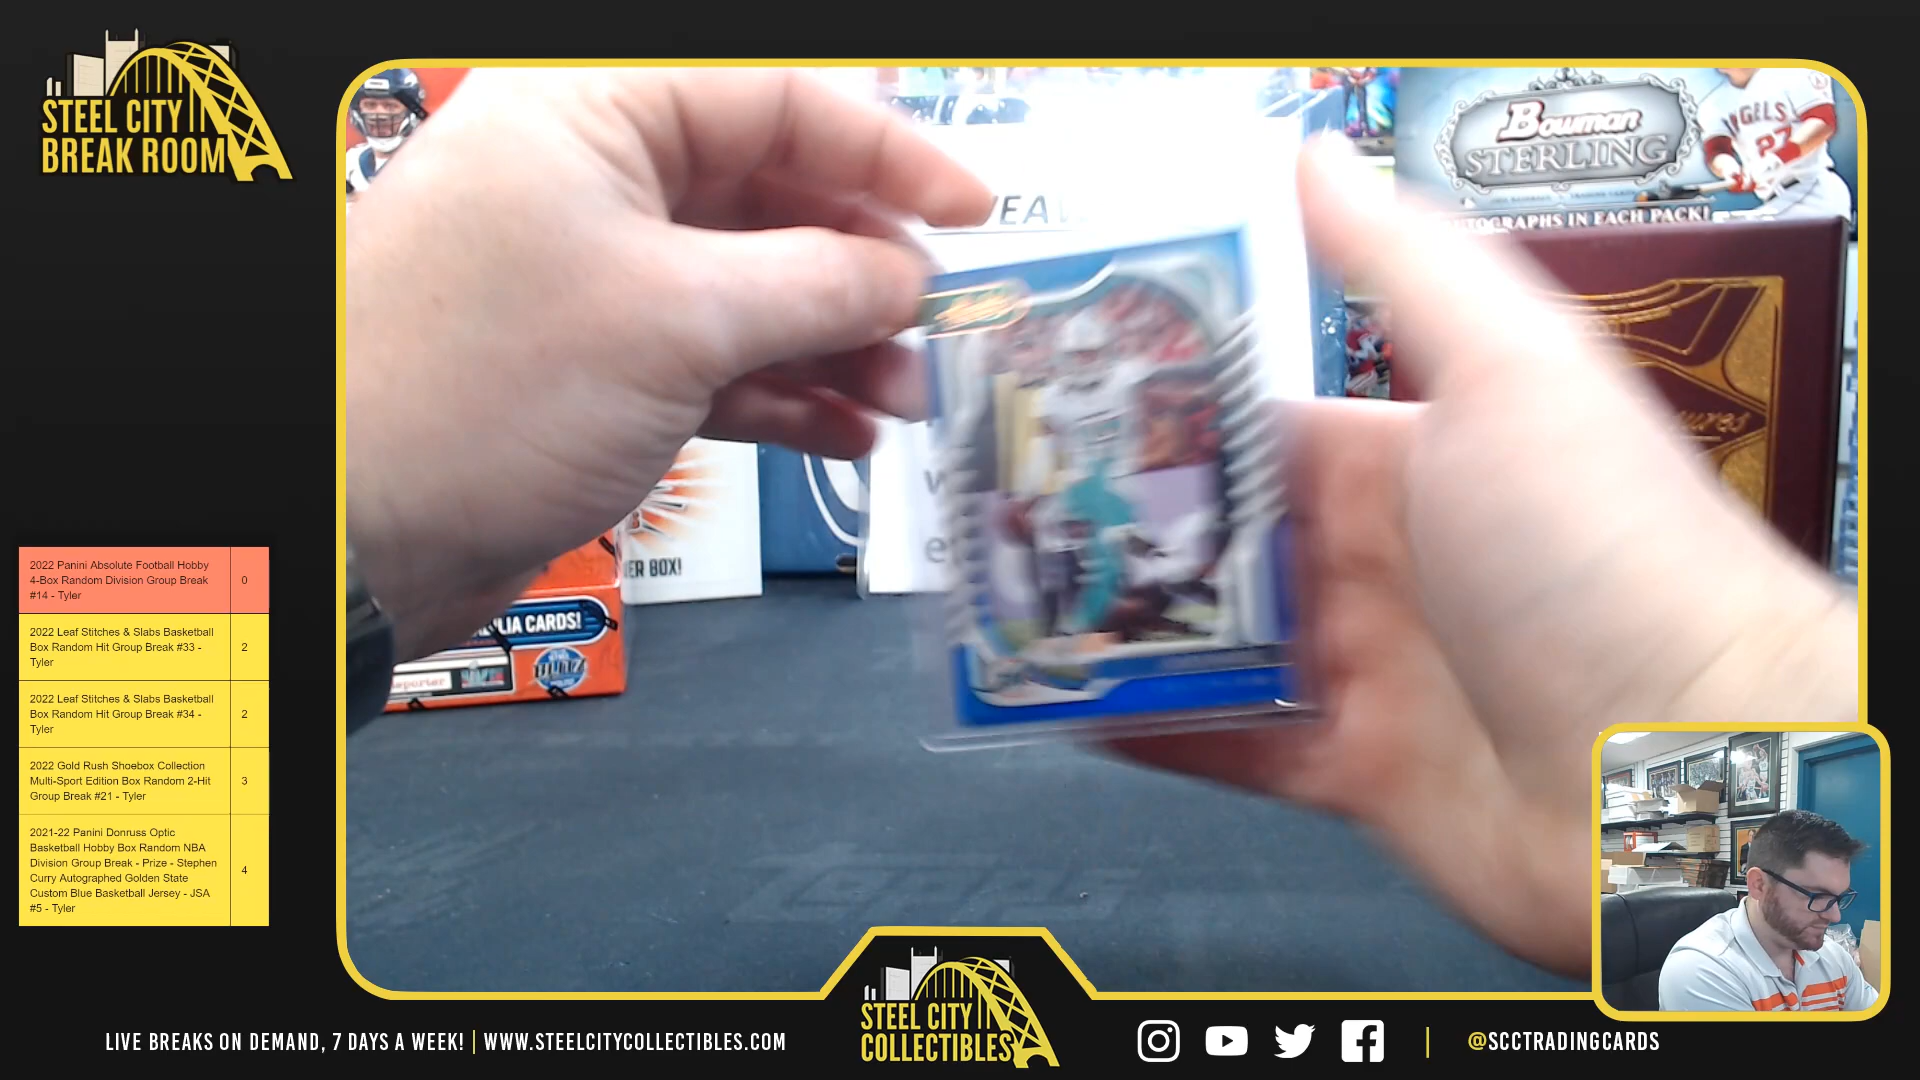 STEEL CITY
BREAK ROOM
Bowman
STERLING
AUTOGRAPHS IN EACH PACK!
ER BOX!
LIA CARDS!
BLITZ
2022 Panini Absolute Football Hobby
4-Box Random Division Group Break
#14 - Tyler
0
2022 Leaf Stitches & Slabs Basketball
Box Random Hit Group Break #33 -
Tyler
2
2022 Leaf Stitches & Slabs Basketball
Box Random Hit Group Break #34 -
Tyler
2
2022 Gold Rush Shoebox Collection
Multi-Sport Edition Box Random 2-Hit
Group Break #21 - Tyler
3
2021-22 Panini Donruss Optic
Basketball Hobby Box Random NBA
Division Group Break - Prize - Stephen
Curry Autographed Golden State
Custom Blue Basketball Jersey - JSA
#5 - Tyler
4
LIVE BREAKS ON DEMAND, 7 DAYS A WEEK! | WWW.STEELCITYCOLLECTIBLES.COM
STEEL CITY
COLLECTIBLES
| @SCCTRADINGCARDS